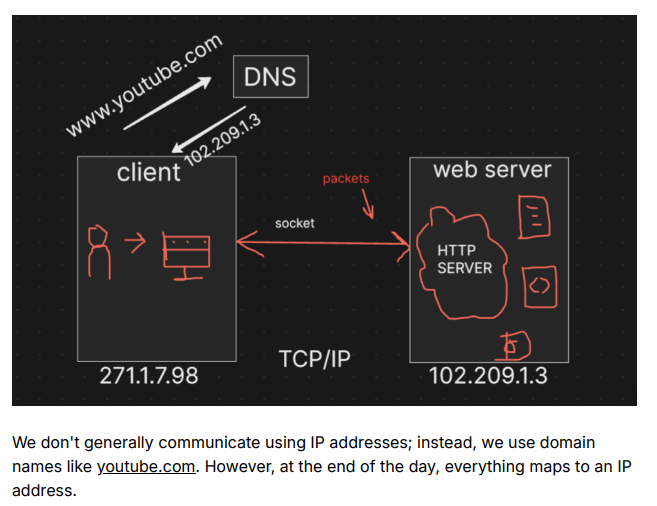 www.youtube.com
DNS
102.209.1.3
client
web server
packets
socket
HTTP
SERVER
TCP/IP
271.1.7.98
102.209.1.3
We don't generally communicate using IP addresses; instead, we use domain
names like youtube.com. However, at the end of the day, everything maps to an IP
address.